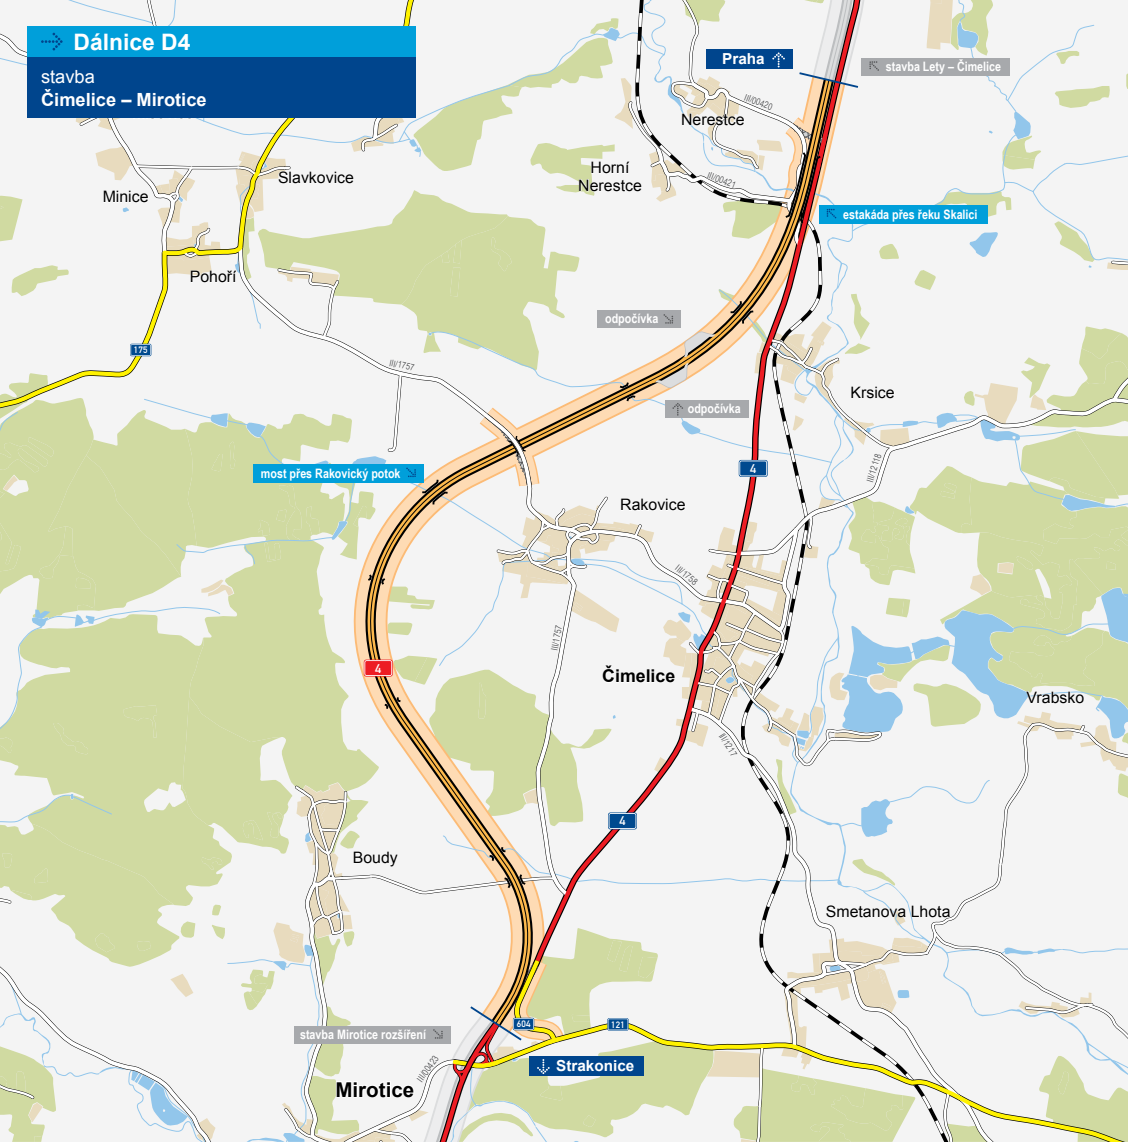 Dálnice D4
stavba
Čimelice – Mirotice
Praha
stavba Lety – Čimelice
III/00420
Nerestce
Horní
Nerestce
III/00421
Slavkovice
Minice
estakáda přes řeku Skalici
Pohoří
odpočívka
175
III/1757
Krsice
odpočívka
4
most přes Rakovický potok
III/12118
Rakovice
III/1758
III/1757
4
Čimelice
Vrabsko
III/1217
4
Boudy
Smetanova Lhota
604
121
stavba Mirotice rozšíření
Strakonice
III/00423
Mirotice